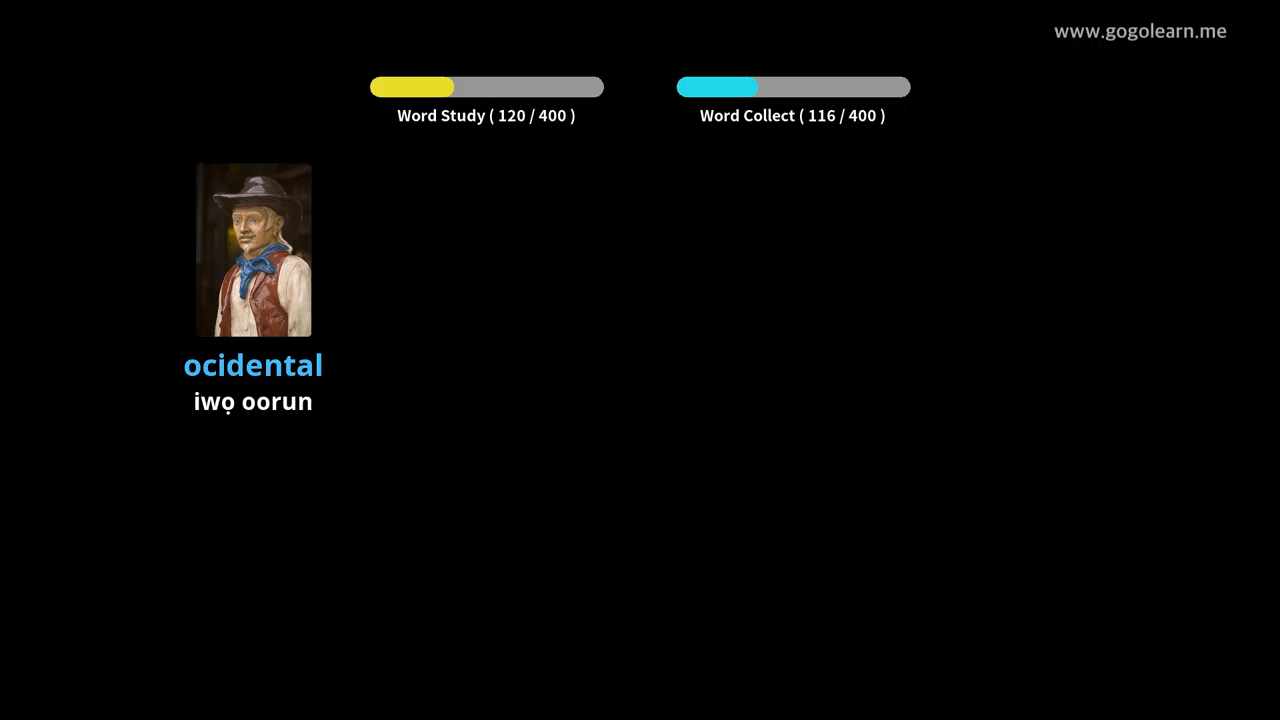 www.gogolearn.me
Word Study ( 120 / 400 )
Word Collect ( 116 / 400 )
ocidental
iwọ oorun